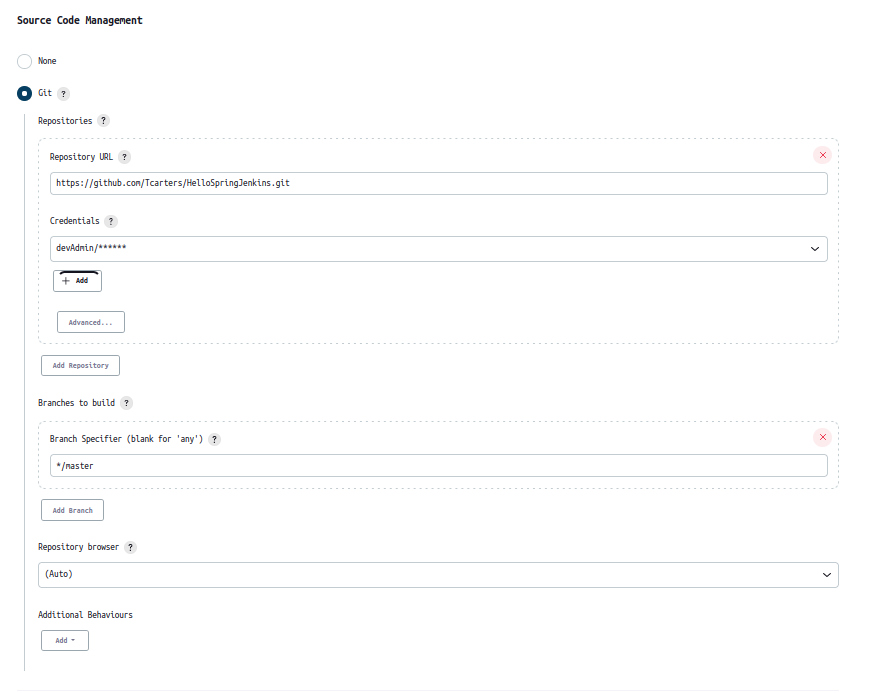 Source Code Management
None
Git ?
Repositories ?
Repository URL ?
https://github.com/Tcarters/HelloSpringJenkins.git
Credentials ?
devAdmin/******
+ Add
Advanced...
Add Repository
Branches to build ?
Branch Specifier (blank for 'any') ?
*/master
Add Branch
Repository browser ?
(Auto)
Additional Behaviours
Add